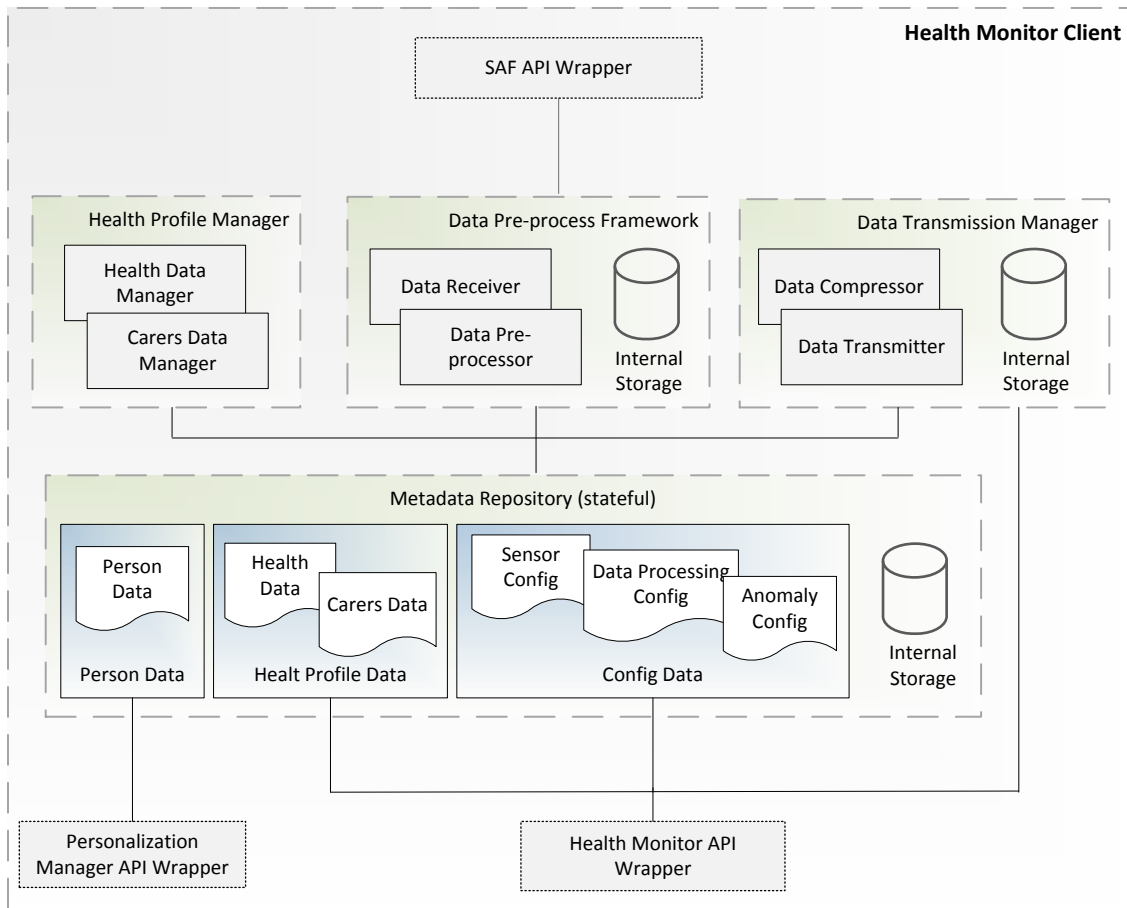 Health Monitor Client
SAF API Wrapper
Health Profile Manager
Health Data
Manager
Carers Data
Manager
Data Pre-process Framework
Data Receiver
Data Pre-
processor
Internal
Storage
Data Transmission Manager
Data Compressor
Data Transmitter
Internal
Storage
Metadata Repository (stateful)
Person
Data
Person Data
Health
Data
Carers Data
Healt Profile Data
Sensor
Config
Data Processing
Config
Anomaly
Config
Config Data
Internal
Storage
Personalization
Manager API Wrapper
Health Monitor API
Wrapper